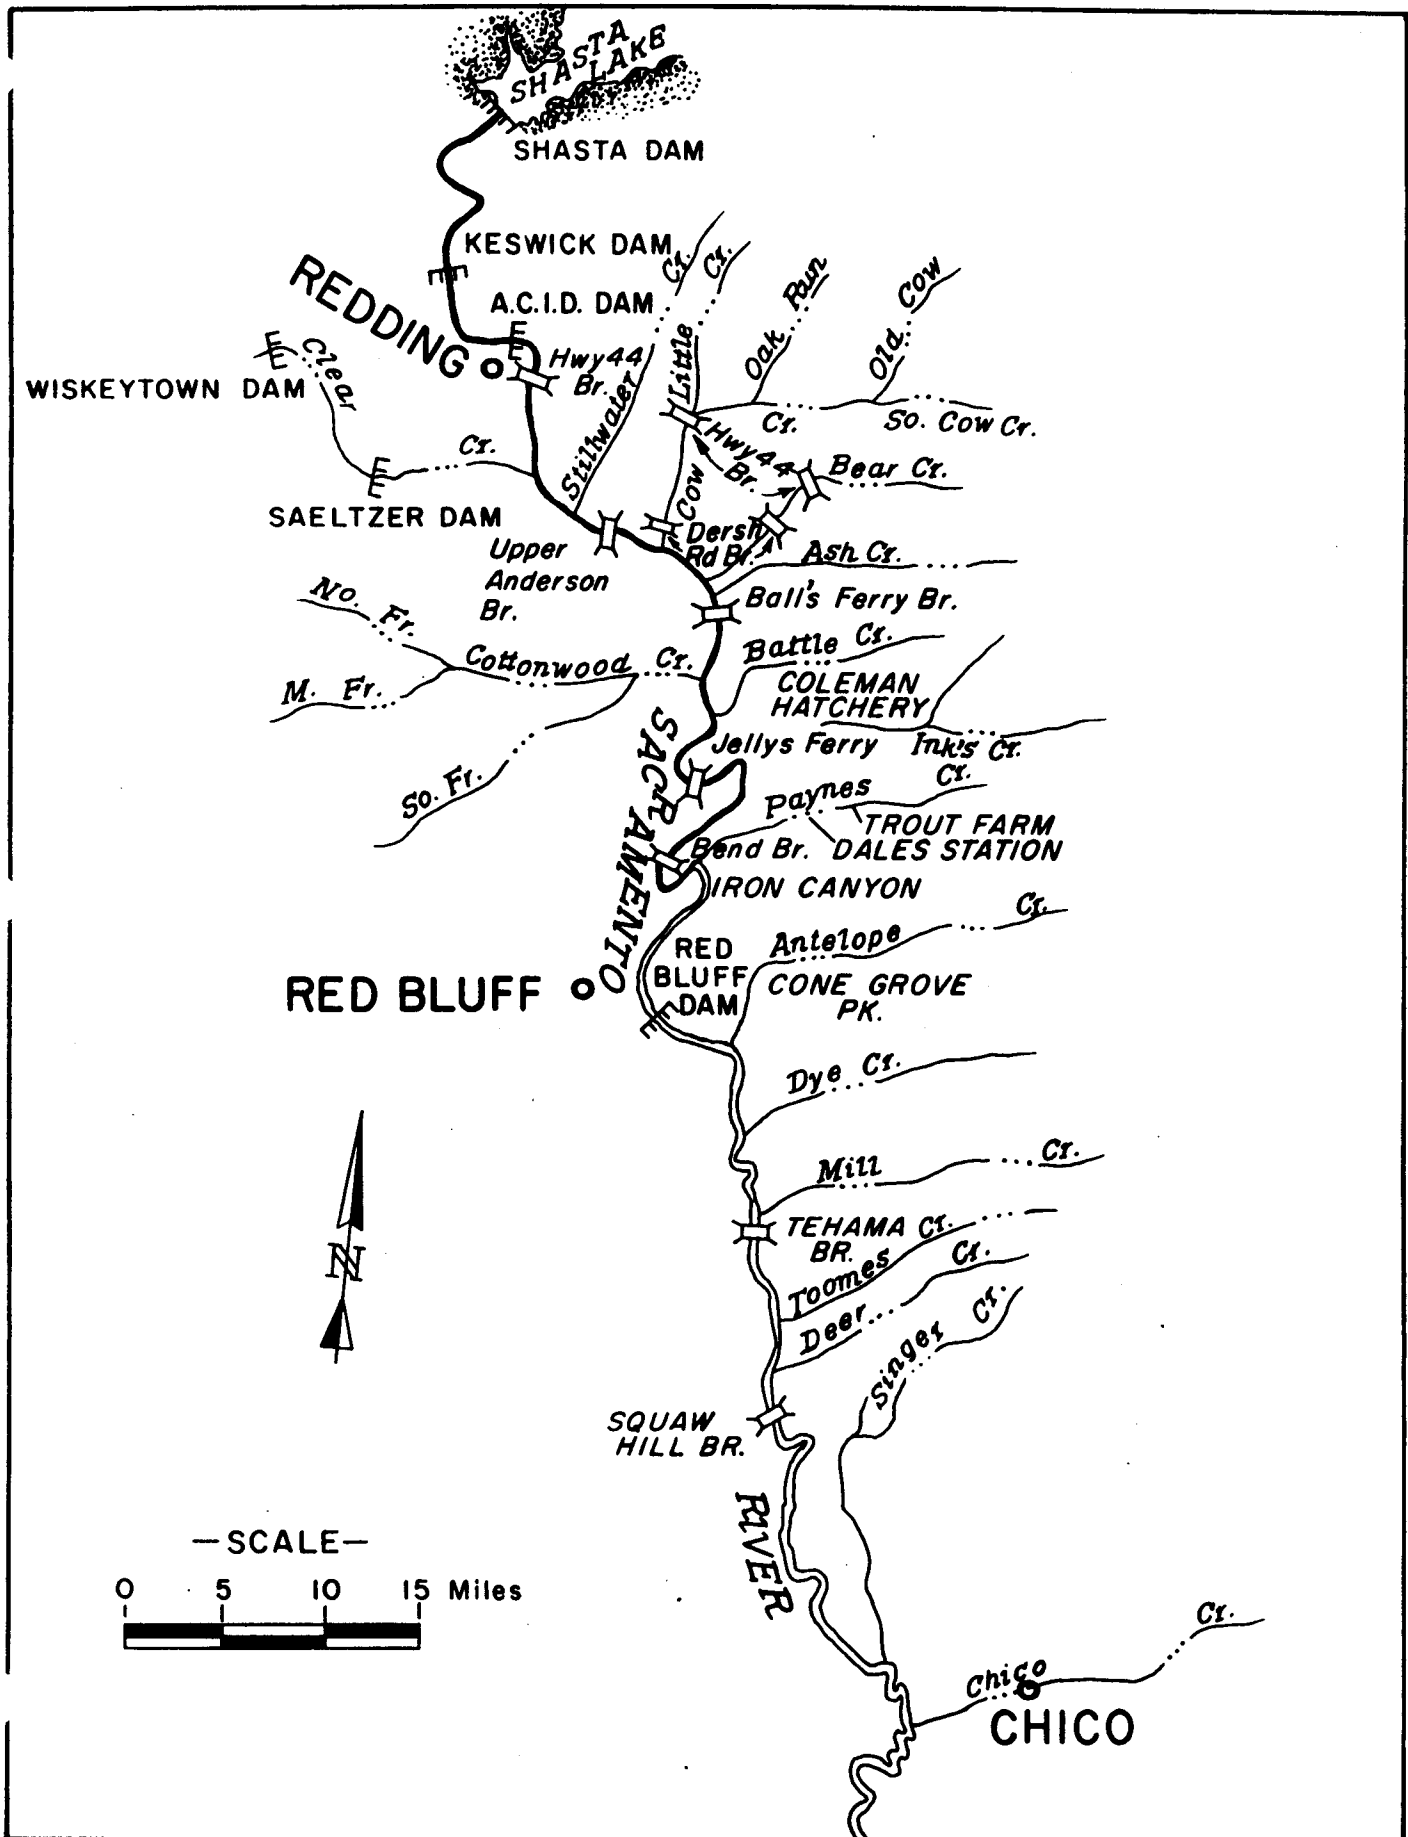 SHASTA
LAKE
SHASTA DAM
KESWICK DAM
A.C.I.D. DAM
REDDING
Hwy 44
Br.
WISKEYTOWN DAM
Clear
Cr.
SAELTZER DAM
Stillwater
Cr.
Little
Cr.
Oak Run
Old Cow
Cr.
So. Cow Cr.
Cow
Hwy 44
Br.
Bear Cr.
Dersh
Rd Br.
Ash Cr.
Upper
Anderson
Br.
Ball's Ferry Br.
No. Fr.
Cottonwood Cr.
M. Fr.
So. Fr.
Battle Cr.
COLEMAN
HATCHERY
Jellys Ferry
Ink's Cr.
Paynes Cr.
TROUT FARM
Bend Br.
DALES STATION
IRON CANYON
SACRAMENTO
Antelope Cr.
RED
BLUFF
DAM
RED BLUFF
CONE GROVE
PK.
Dye Cr.
N
Mill Cr.
TEHAMA
BR.
Toomes Cr.
Deer Cr.
Singer Cr.
SQUAW
HILL BR.
RIVER
—SCALE—
0 5 10 15 Miles
Chico Cr.
CHICO